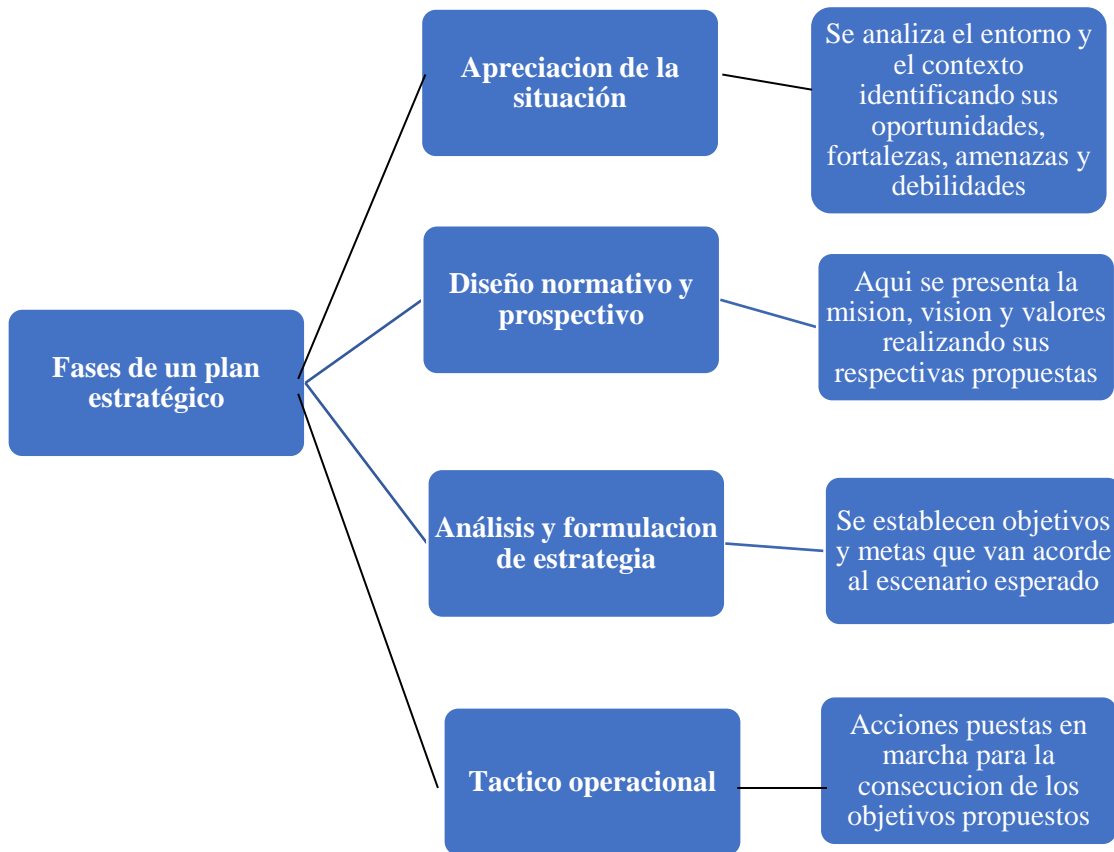 Fases de un plan
estratégico
Apreciacion de la
situación
Se analiza el entorno y
el contexto
identificando sus
oportunidades,
fortalezas, amenazas y
debilidades
Diseño normativo y
prospectivo
Aqui se presenta la
mision, vision y valores
realizando sus
respectivas propuestas
Análisis y formulacion
de estrategia
Se establecen objetivos
y metas que van acorde
al escenario esperado
Tactico operacional
Acciones puestas en
marcha para la
consecucion de los
objetivos propuestos